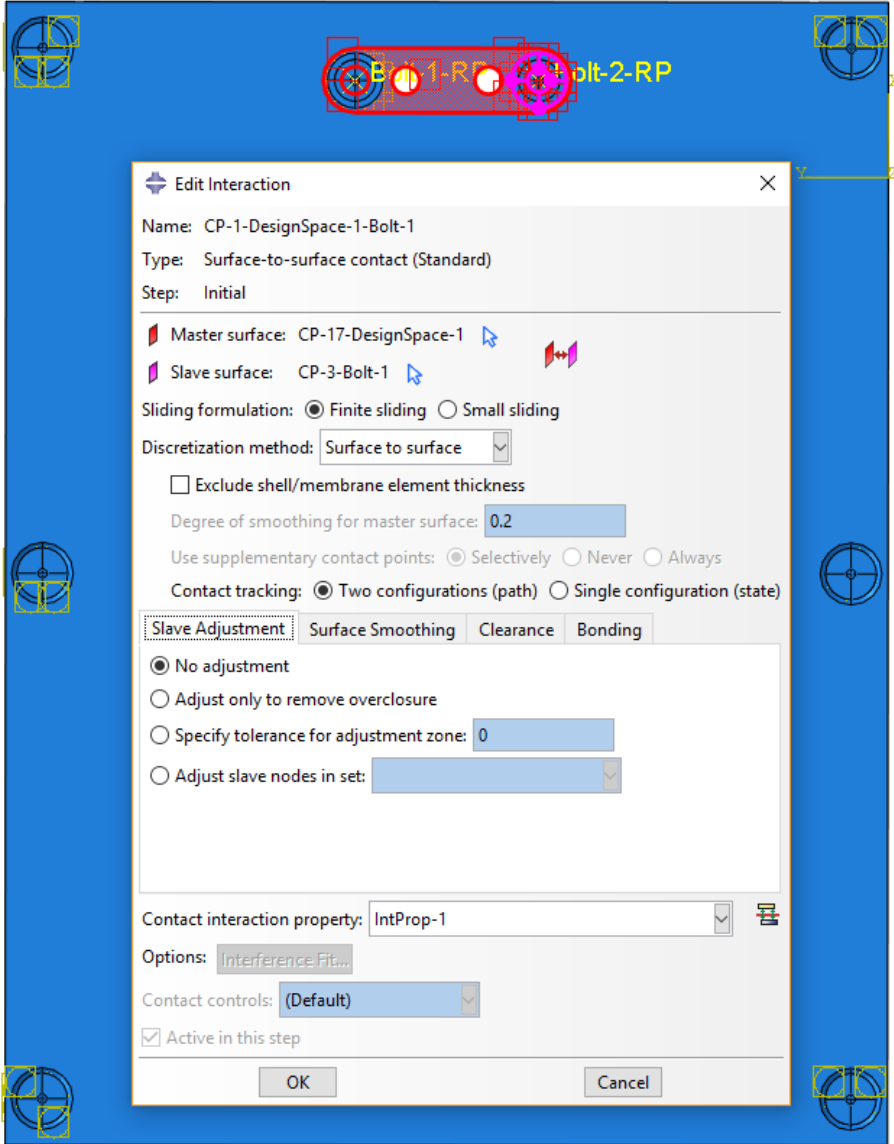 Bolt-1-RP Bolt-2-RP
Y
Z
Edit Interaction
Name: CP-1-DesignSpace-1-Bolt-1
Type: Surface-to-surface contact (Standard)
Step: Initial
Master surface: CP-17-DesignSpace-1
Slave surface: CP-3-Bolt-1
Sliding formulation: Finite sliding Small sliding
Discretization method: Surface to surface
Exclude shell/membrane element thickness
Degree of smoothing for master surface: 0.2
Use supplementary contact points: Selectively Never Always
Contact tracking: Two configurations (path) Single configuration (state)
Slave Adjustment Surface Smoothing Clearance Bonding
No adjustment
Adjust only to remove overclosure
Specify tolerance for adjustment zone: 0
Adjust slave nodes in set:
Contact interaction property: IntProp-1
Options: Interference Fit...
Contact controls: (Default)
Active in this step
OK Cancel